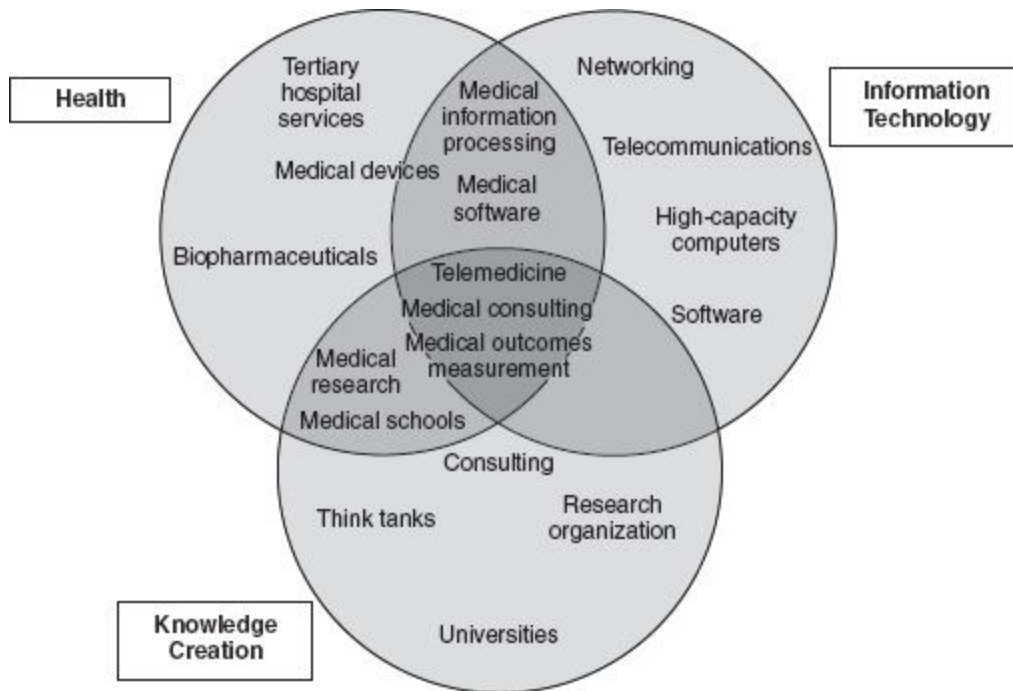 Health
Tertiary
hospital
services
Medical devices
Biopharmaceuticals
Medical
information
processing
Medical
software
Networking
Telecommunications
High-capacity
computers
Software
Information
Technology
Telemedicine
Medical consulting
Medical outcomes
measurement
Medical
research
Medical schools
Consulting
Think tanks
Research
organization
Universities
Knowledge
Creation